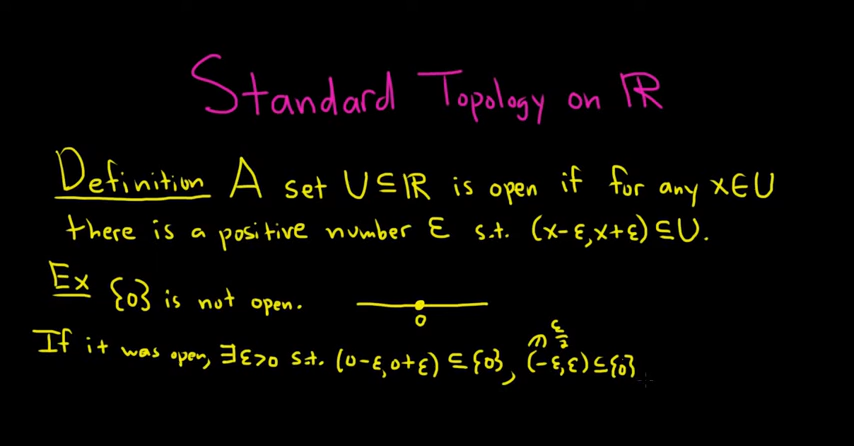 Standard Topology on ℝ
Definition A set U⊆ℝ is open if for any x∈U
there is a positive number ε s.t. (x-ε,x+ε)⊆U.
Ex {0} is not open.
0
If it was open, ∃ε>0 s.t. (0-ε,0+ε)⊆{0}, (-ε,ε)⊆{0}
ε/2